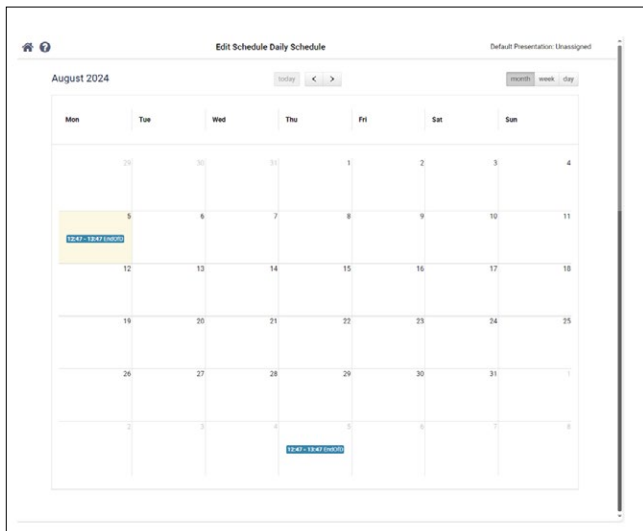 Edit Schedule Daily Schedule
Default Presentation: Unassigned
August 2024
today
month week day
Mon Tue Wed Thu Fri Sat Sun
29 30 31 1 2 3 4
5 6 7 8 9 10 11
13:47 - 13:47
12 13 14 15 16 17 18
19 20 21 22 23 24 25
26 27 28 29 30 31 1
2 3 4 5 6 7 8
13:47 - 13:47